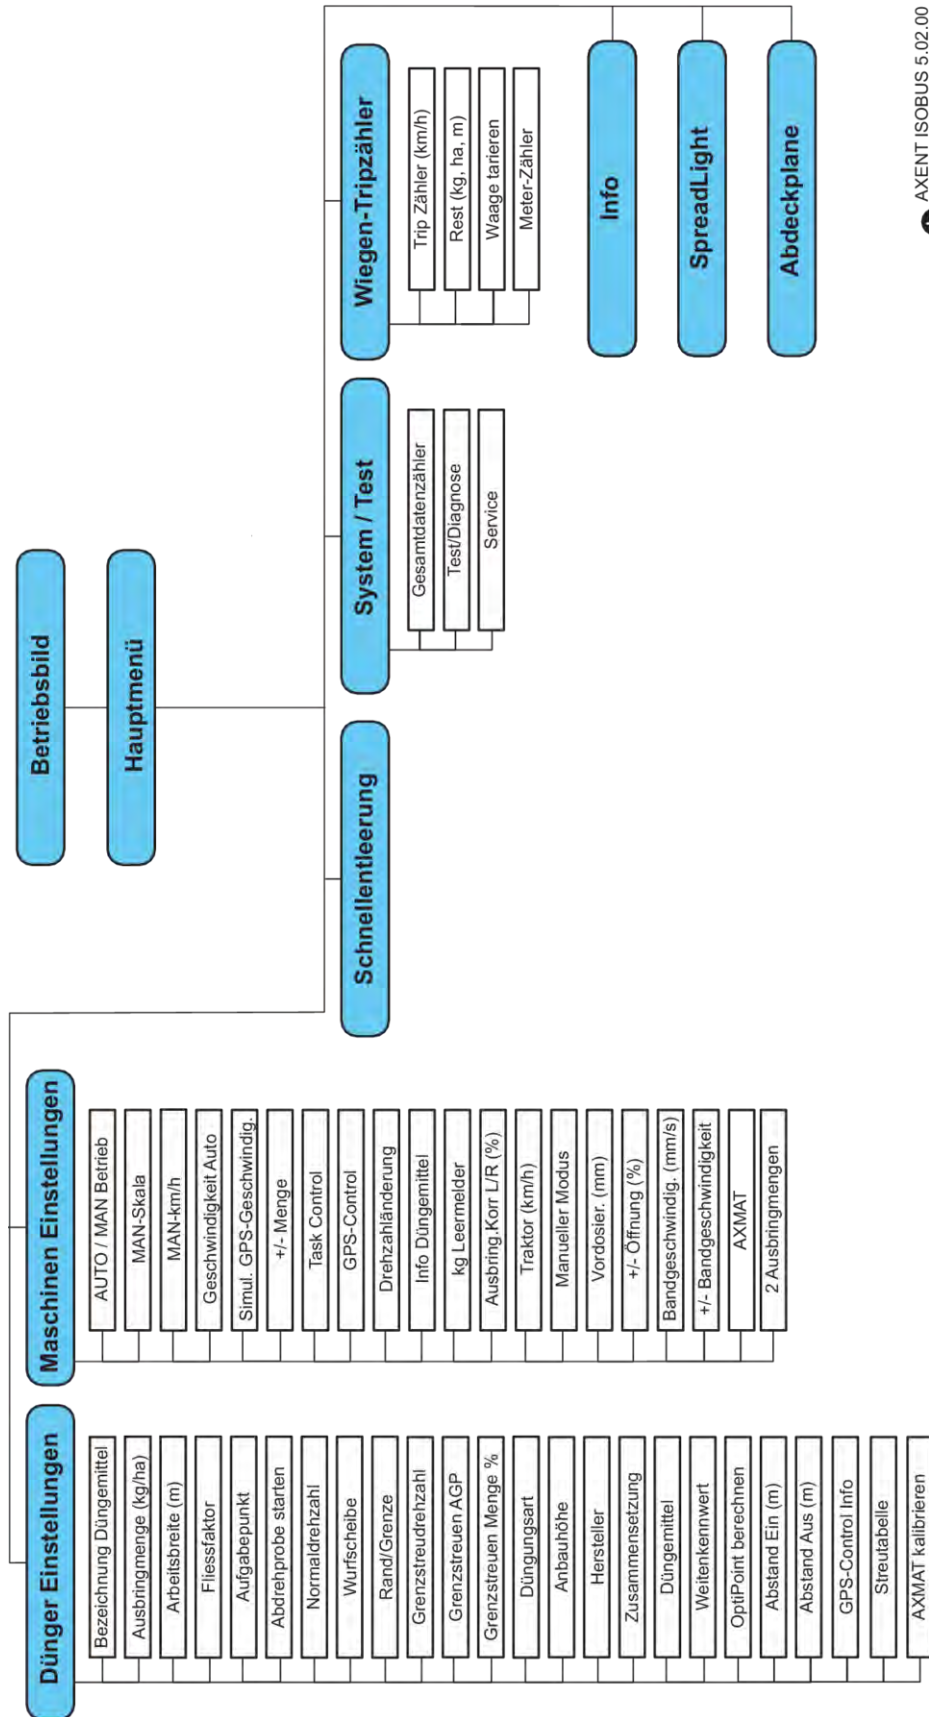 Betriebsbild
Hauptmenü
Dünger Einstellungen
Bezeichnung Düngemittel
Ausbringmenge (kg/ha)
Arbeitsbreite (m)
Fliessfaktor
Aufgabepunkt
Abdrehprobe starten
Normaldrehzahl
Wurfscheibe
Rand/Grenze
Grenzstreudrehzahl
Grenzstreuen AGP
Grenzstreuen Menge %
Düngungsart
Anbauhöhe
Hersteller
Zusammensetzung
Düngemittel
Weitenkennwert
OptiPoint berechnen
Abstand Ein (m)
Abstand Aus (m)
GPS-Control Info
Streutabelle
AXMAT kalibrieren
Maschinen Einstellungen
AUTO / MAN Betrieb
MAN-Skala
MAN-km/h
Geschwindigkeit Auto
Simul. GPS-Geschwindig.
+/- Menge
Task Control
GPS-Control
Drehzahländerung
Info Düngemittel
kg Leermelder
Ausbring.Korr L/R (%)
Traktor (km/h)
Manueller Modus
Vordosier. (mm)
+/- Öffnung (%)
Bandgeschwindig. (mm/s)
+/- Bandgeschwindigkeit
AXMAT
2 Ausbringmengen
Schnellentleerung
System / Test
Gesamtdatenzähler
Test/Diagnose
Service
Wiegen-Tripzähler
Trip Zähler (km/h)
Rest (kg, ha, m)
Waage tarieren
Meter-Zähler
Info
SpreadLight
Abdeckplane
AXENT ISOBUS 5.02.00